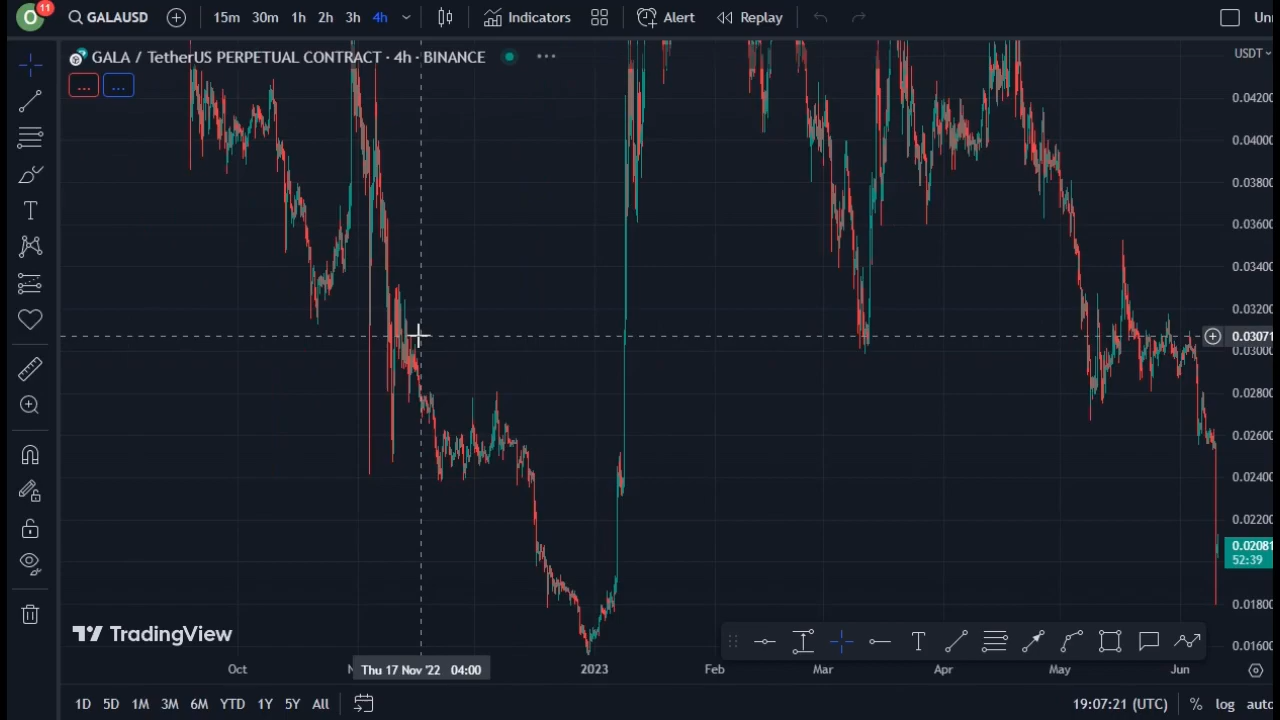 O 11 GALAUSD 15m 30m 1h 2h 3h 4h Indicators Alert Replay
GALA / TetherUS PERPETUAL CONTRACT · 4h · BINANCE
USDT
0.04200
0.04000
0.03800
0.03600
0.03400
0.03200
0.03071
0.03000
0.02800
0.02600
0.02400
0.02200
0.02081
52:39
0.01800
0.01600
T
TradingView
T
Oct Thu 17 Nov '22 04:00 2023 Feb Mar Apr May Jun
1D 5D 1M 3M 6M YTD 1Y 5Y All 19:07:21 (UTC) % log auto